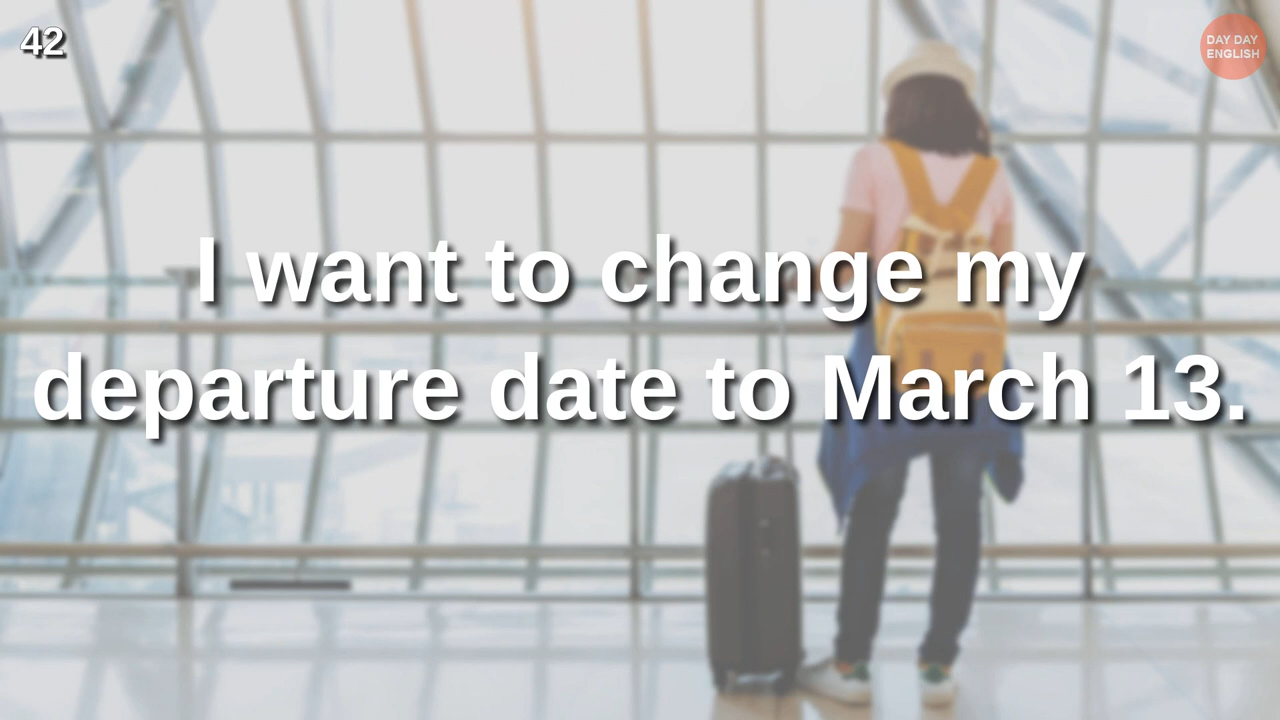 42
DAY DAY
ENGLISH
I want to change my
departure date to March 13.